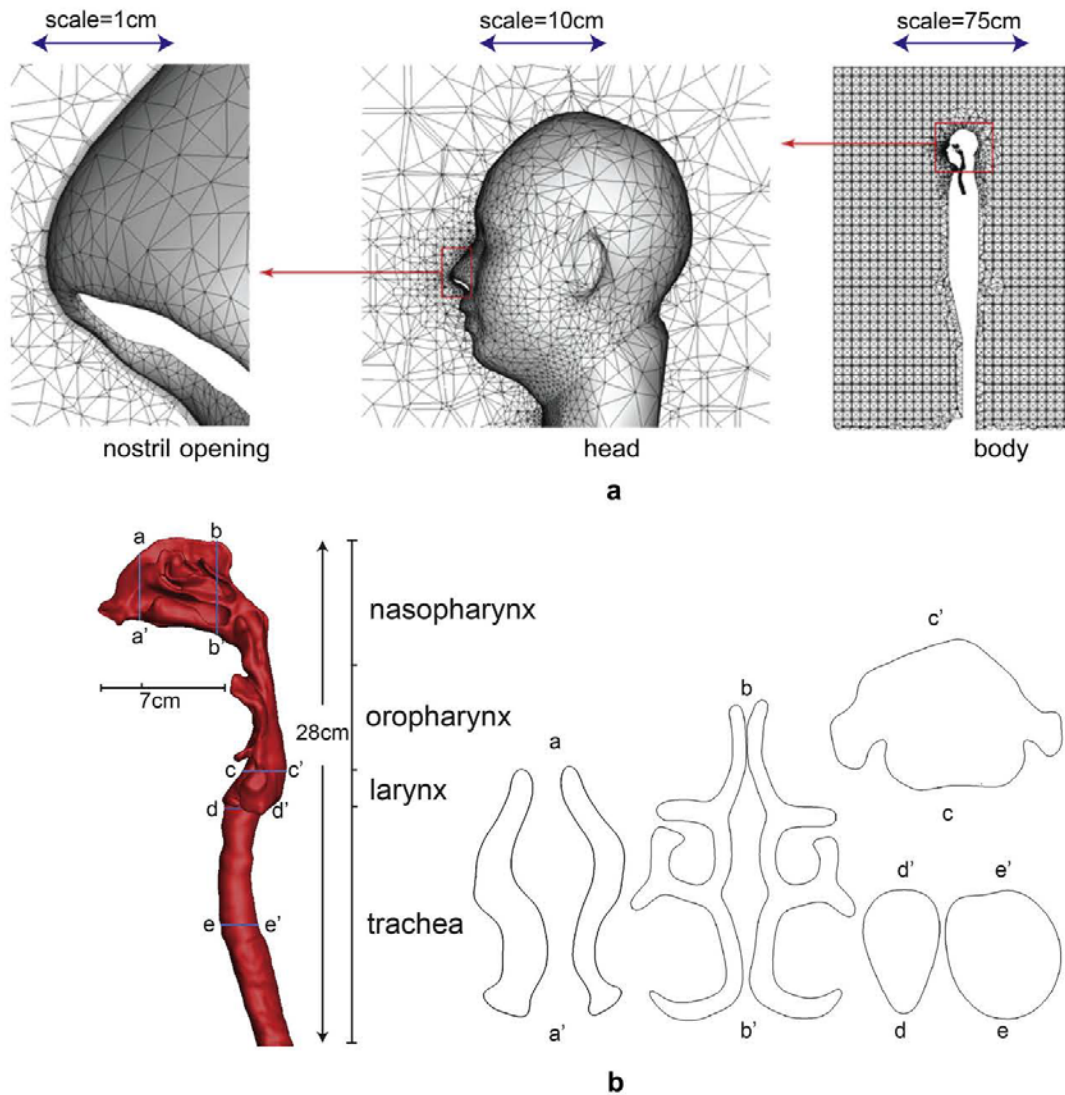 scale=1cm scale=10cm scale=75cm
nostril opening head body
a
a b
a' b'
7cm
28cm
c c'
d d'
e e'
nasopharynx
oropharynx
larynx
trachea
a
a'
b
b'
c'
c
d'
d
e'
e
b